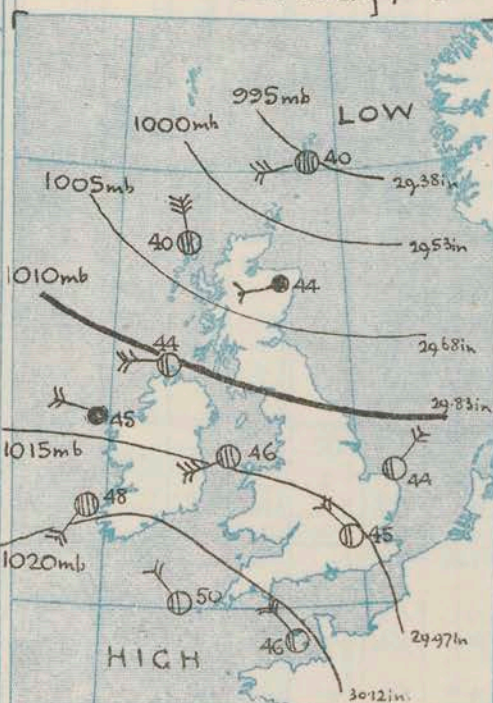 995mb
LOW
1000mb
40
29.38in
1005mb
40
29.53in
1010mb
44
44
29.68in
45
29.83in
1015mb
46
44
48
45
1020mb
50
46
29.97in
HIGH
30.12in.